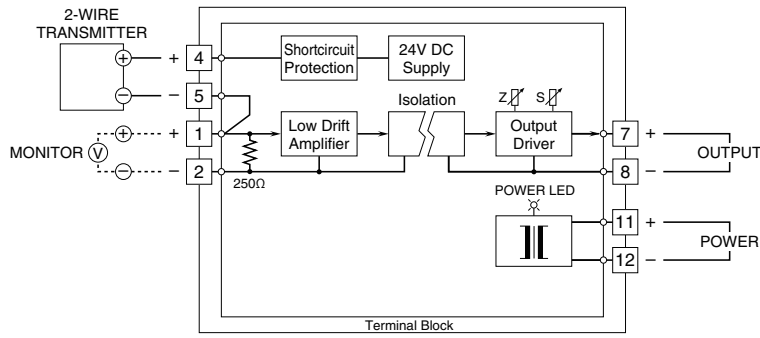 2-WIRE
TRANSMITTER
+ + 4
Shortcircuit
Protection
24V DC
Supply
− − 5
Isolation
Z S
+ + 1
Low Drift
Amplifier
Output
Driver
7 +
MONITOR V
OUTPUT
− − 2
250Ω
8 −
POWER LED
11 +
POWER
12 −
Terminal Block